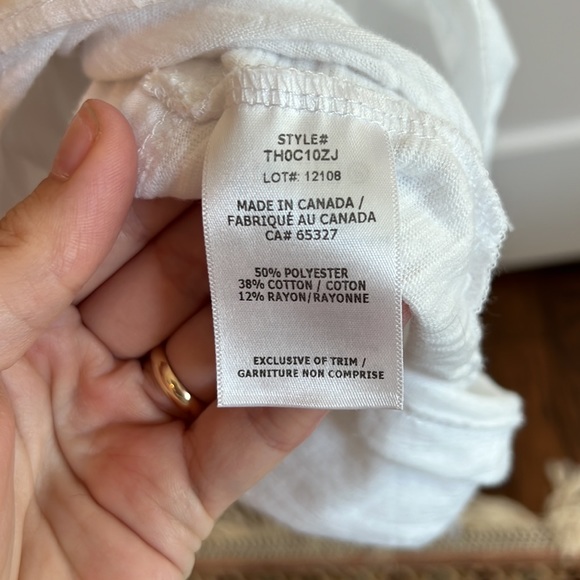 STYLE#
TH0C10ZJ
LOT#: 12108
MADE IN CANADA /
FABRIQUÉ AU CANADA
CA# 65327
50% POLYESTER
38% COTTON / COTON
12% RAYON/RAYONNE
EXCLUSIVE OF TRIM /
GARNITURE NON COMPRISE